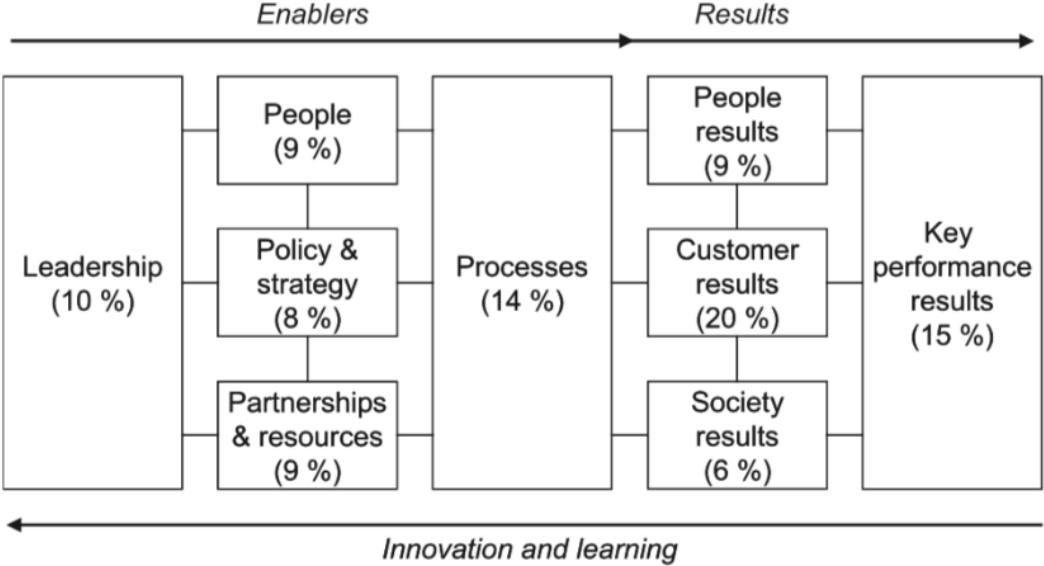 Enablers
Results
Leadership
(10 %)
People
(9 %)
Policy &
strategy
(8 %)
Partnerships
& resources
(9 %)
Processes
(14 %)
People
results
(9 %)
Customer
results
(20 %)
Society
results
(6 %)
Key
performance
results
(15 %)
Innovation and learning